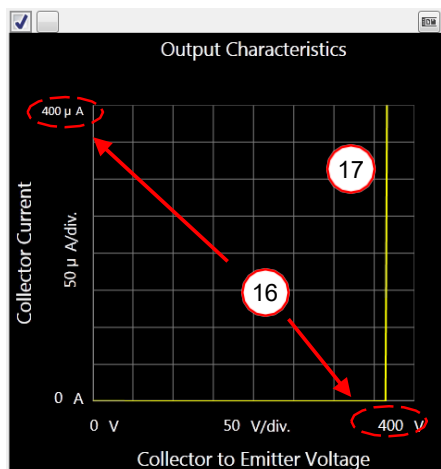 Output Characteristics
400 µ A
17
Collector Current
50 µ A/div.
16
0 A
0 V
50 V/div.
400 V
Collector to Emitter Voltage